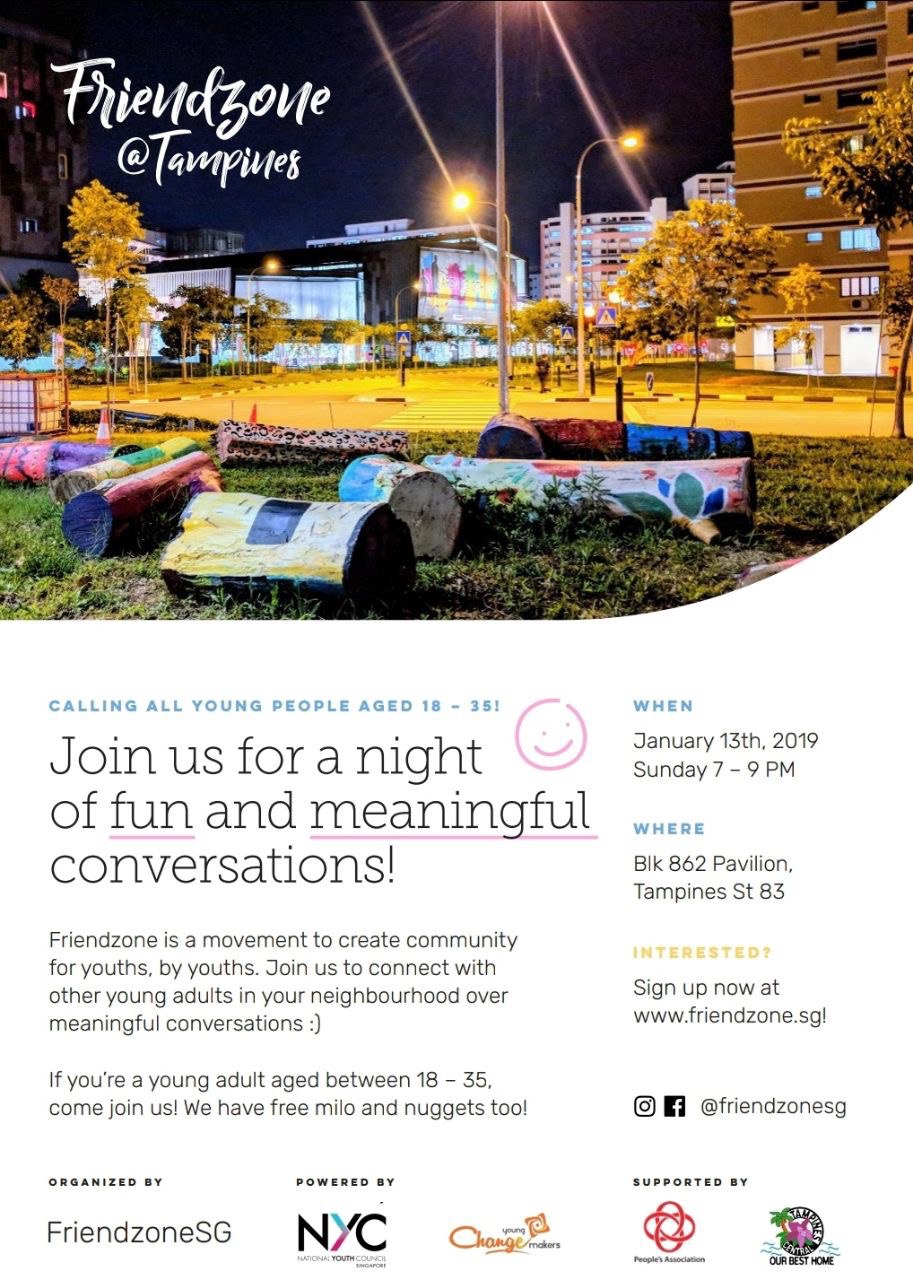 Friendzone
@Tampines
CALLING ALL YOUNG PEOPLE AGED 18 – 35!
Join us for a night
of fun and meaningful
conversations!
Friendzone is a movement to create community
for youths, by youths. Join us to connect with
other young adults in your neighbourhood over
meaningful conversations :)
If you're a young adult aged between 18 – 35,
come join us! We have free milo and nuggets too!
WHEN
January 13th, 2019
Sunday 7 – 9 PM
WHERE
Blk 862 Pavilion,
Tampines St 83
INTERESTED?
Sign up now at
www.friendzone.sg!
@friendzonesg
ORGANIZED BY
FriendzoneSG
POWERED BY
NYC
NATIONAL YOUTH COUNCIL
SINGAPORE
young
Change makers
SUPPORTED BY
People's Association
TAMPINES
CENTRAL
OUR BEST HOME